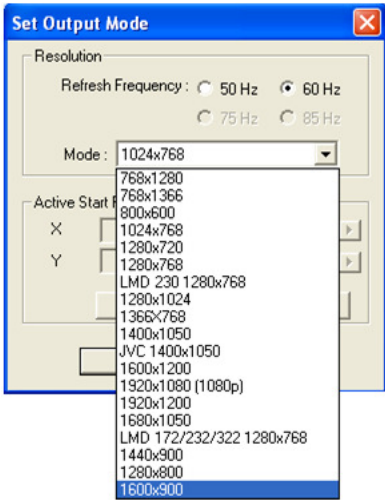 Set Output Mode
Resolution
Refresh Frequency : 50 Hz 60 Hz
75 Hz 85 Hz
Mode : 1024x768
768x1280
768x1366
800x600
Active Start
1024x768
X
1280x720
Y
1280x768
LMD 230 1280x768
1280x1024
1366X768
1400x1050
JVC 1400x1050
1600x1200
1920x1080 (1080p)
1920x1200
1680x1050
LMD 172/232/322 1280x768
1440x900
1280x800
1600x900